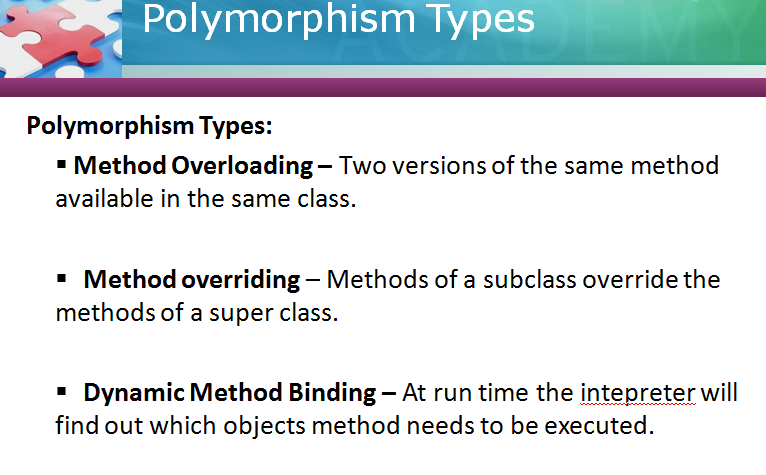 Polymorphism Types
ACADEMY
Polymorphism Types:
▪ Method Overloading – Two versions of the same method
available in the same class.
▪ Method overriding – Methods of a subclass override the
methods of a super class.
▪ Dynamic Method Binding – At run time the intepreter will
find out which objects method needs to be executed.